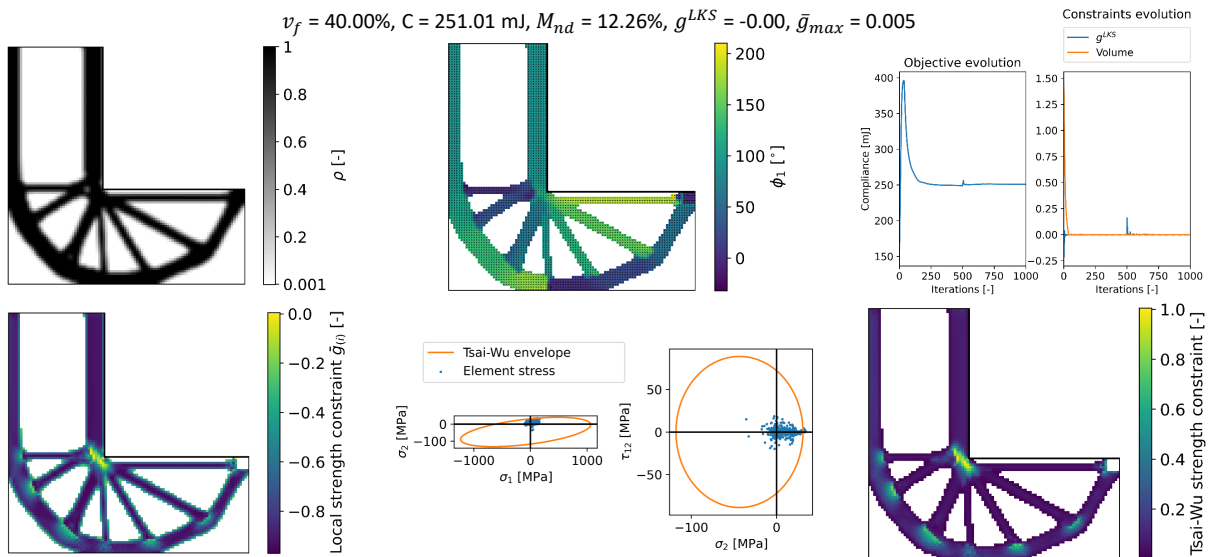 v_f = 40.00%, C = 251.01 mJ, M_nd = 12.26%, g^LKS = -0.00, ḡ_max = 0.005
1
0.8
0.6
0.4
0.2
0.001
ρ [-]
200
150
100
50
0
ϕ₁ [°]
Objective evolution
400
350
300
250
200
150
Compliance [mJ]
0 250 500 750 1000
Iterations [-]
Constraints evolution
g^LKS
Volume
1.50
1.25
1.00
0.75
0.50
0.25
0.00
−0.25
0 250 500 750 1000
Iterations [-]
0.0
−0.2
−0.4
−0.6
−0.8
Local strength constraint g̃_(i) [-]
Tsai-Wu envelope
Element stress
0
−100
σ₂ [MPa]
−1000 0 1000
σ₁ [MPa]
50
0
−50
τ₁₂ [MPa]
−100 0
σ₂ [MPa]
1.0
0.8
0.6
0.4
0.2
Tsai-Wu strength constraint [-]